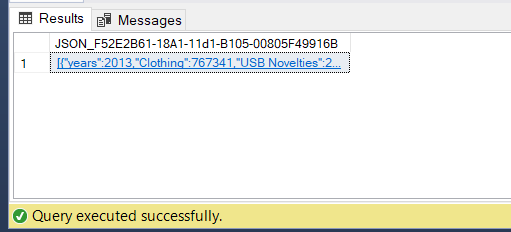 Results Messages
JSON_F52E2B61-18A1-11d1-B105-00805F49916B
1 [{"years":2013,"Clothing":767341,"USB Novelties":2...
Query executed successfully.